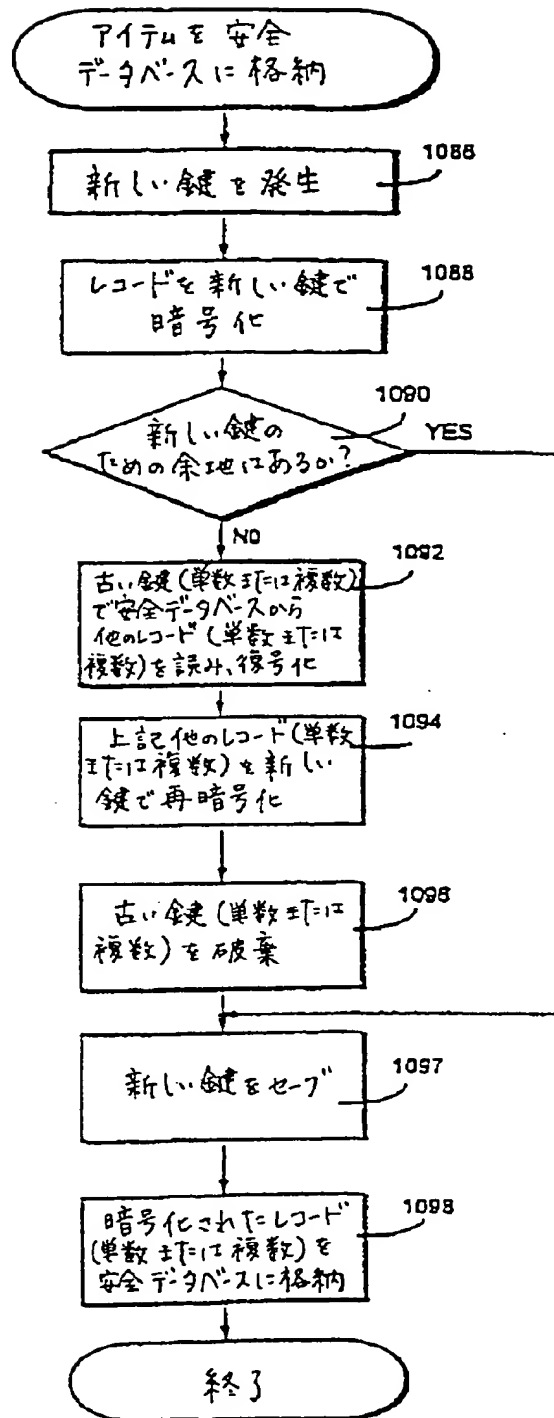 アイテムを安全
データベースに格納
1086
新しい鍵を発生
1088
レコードを新しい鍵で
暗号化
1090
新しい鍵の
ための余地はあるか?
YES
NO
1092
古い鍵(単数または複数)
で安全データベースから
他のレコード(単数または
複数)を読み、復号化
1094
上記他のレコード(単数
または複数)を新しい
鍵で再暗号化
1096
古い鍵(単数または
複数)を破棄
1097
新しい鍵をセーブ
1098
暗号化されたレコード
(単数または複数)を
安全データベースに格納
終了